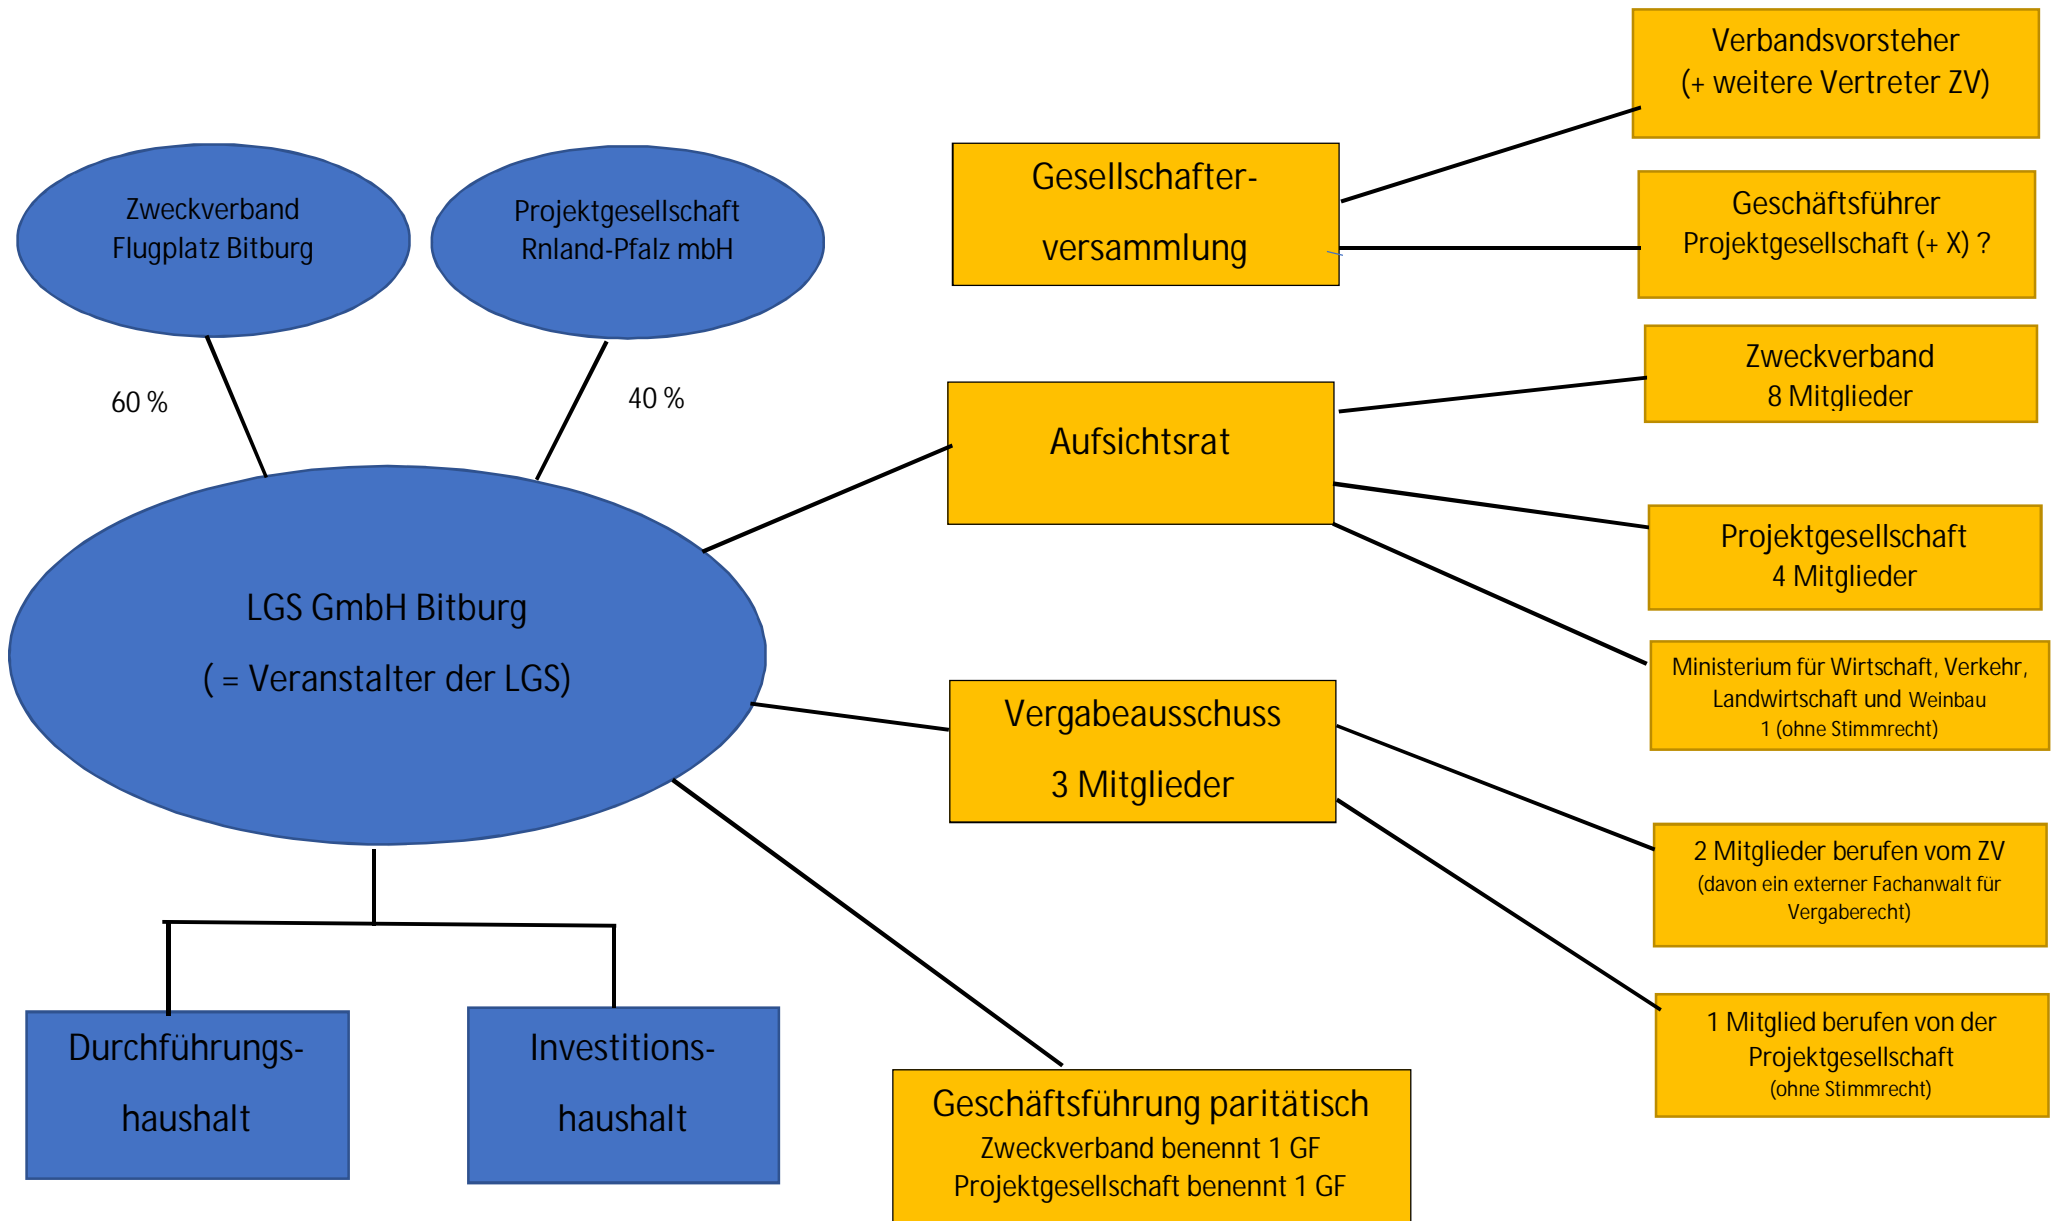 Zweckverband
Flugplatz Bitburg
Projektgesellschaft
Rnland-Pfalz mbH
60 %
40 %
LGS GmbH Bitburg
( = Veranstalter der LGS)
Durchführungs-
haushalt
Investitions-
haushalt
Gesellschafter-
versammlung
Verbandsvorsteher
(+ weitere Vertreter ZV)
Geschäftsführer
Projektgesellschaft (+ X) ?
Aufsichtsrat
Zweckverband
8 Mitglieder
Projektgesellschaft
4 Mitglieder
Ministerium für Wirtschaft, Verkehr,
Landwirtschaft und Weinbau
1 (ohne Stimmrecht)
Vergabeausschuss
3 Mitglieder
2 Mitglieder berufen vom ZV
(davon ein externer Fachanwalt für
Vergaberecht)
1 Mitglied berufen von der
Projektgesellschaft
(ohne Stimmrecht)
Geschäftsführung paritätisch
Zweckverband benennt 1 GF
Projektgesellschaft benennt 1 GF